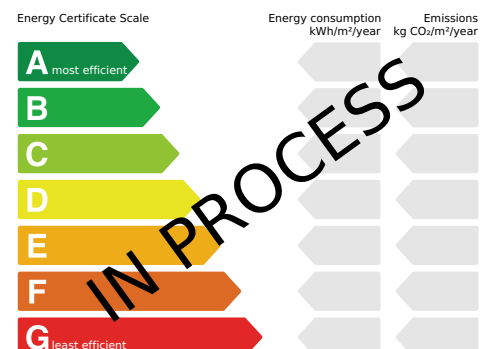 Energy Certificate Scale
Energy consumption
kWh/m²/year
Emissions
kg CO₂/m²/year
A most efficient
B
C
D
E
F
G least efficient
IN PROCESS